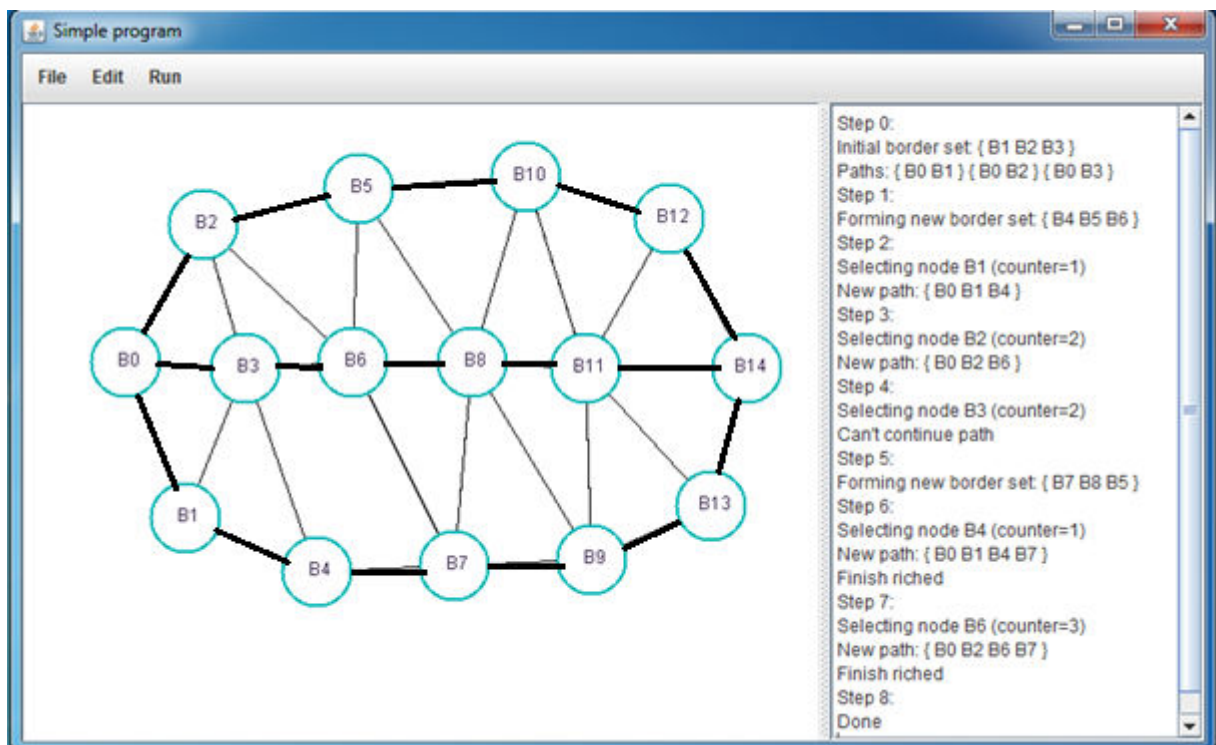 Simple program
File Edit Run
B10
B5
B12
B2
B0
B3
B6
B8
B11
B14
B1
B13
B4
B7
B9
Step 0:
Initial border set: { B1 B2 B3 }
Paths: { B0 B1 } { B0 B2 } { B0 B3 }
Step 1:
Forming new border set: { B4 B5 B6 }
Step 2:
Selecting node B1 (counter=1)
New path: { B0 B1 B4 }
Step 3:
Selecting node B2 (counter=2)
New path: { B0 B2 B6 }
Step 4:
Selecting node B3 (counter=2)
Can't continue path
Step 5:
Forming new border set: { B7 B8 B5 }
Step 6:
Selecting node B4 (counter=1)
New path: { B0 B1 B4 B7 }
Finish riched
Step 7:
Selecting node B6 (counter=3)
New path: { B0 B2 B6 B7 }
Finish riched
Step 8:
Done